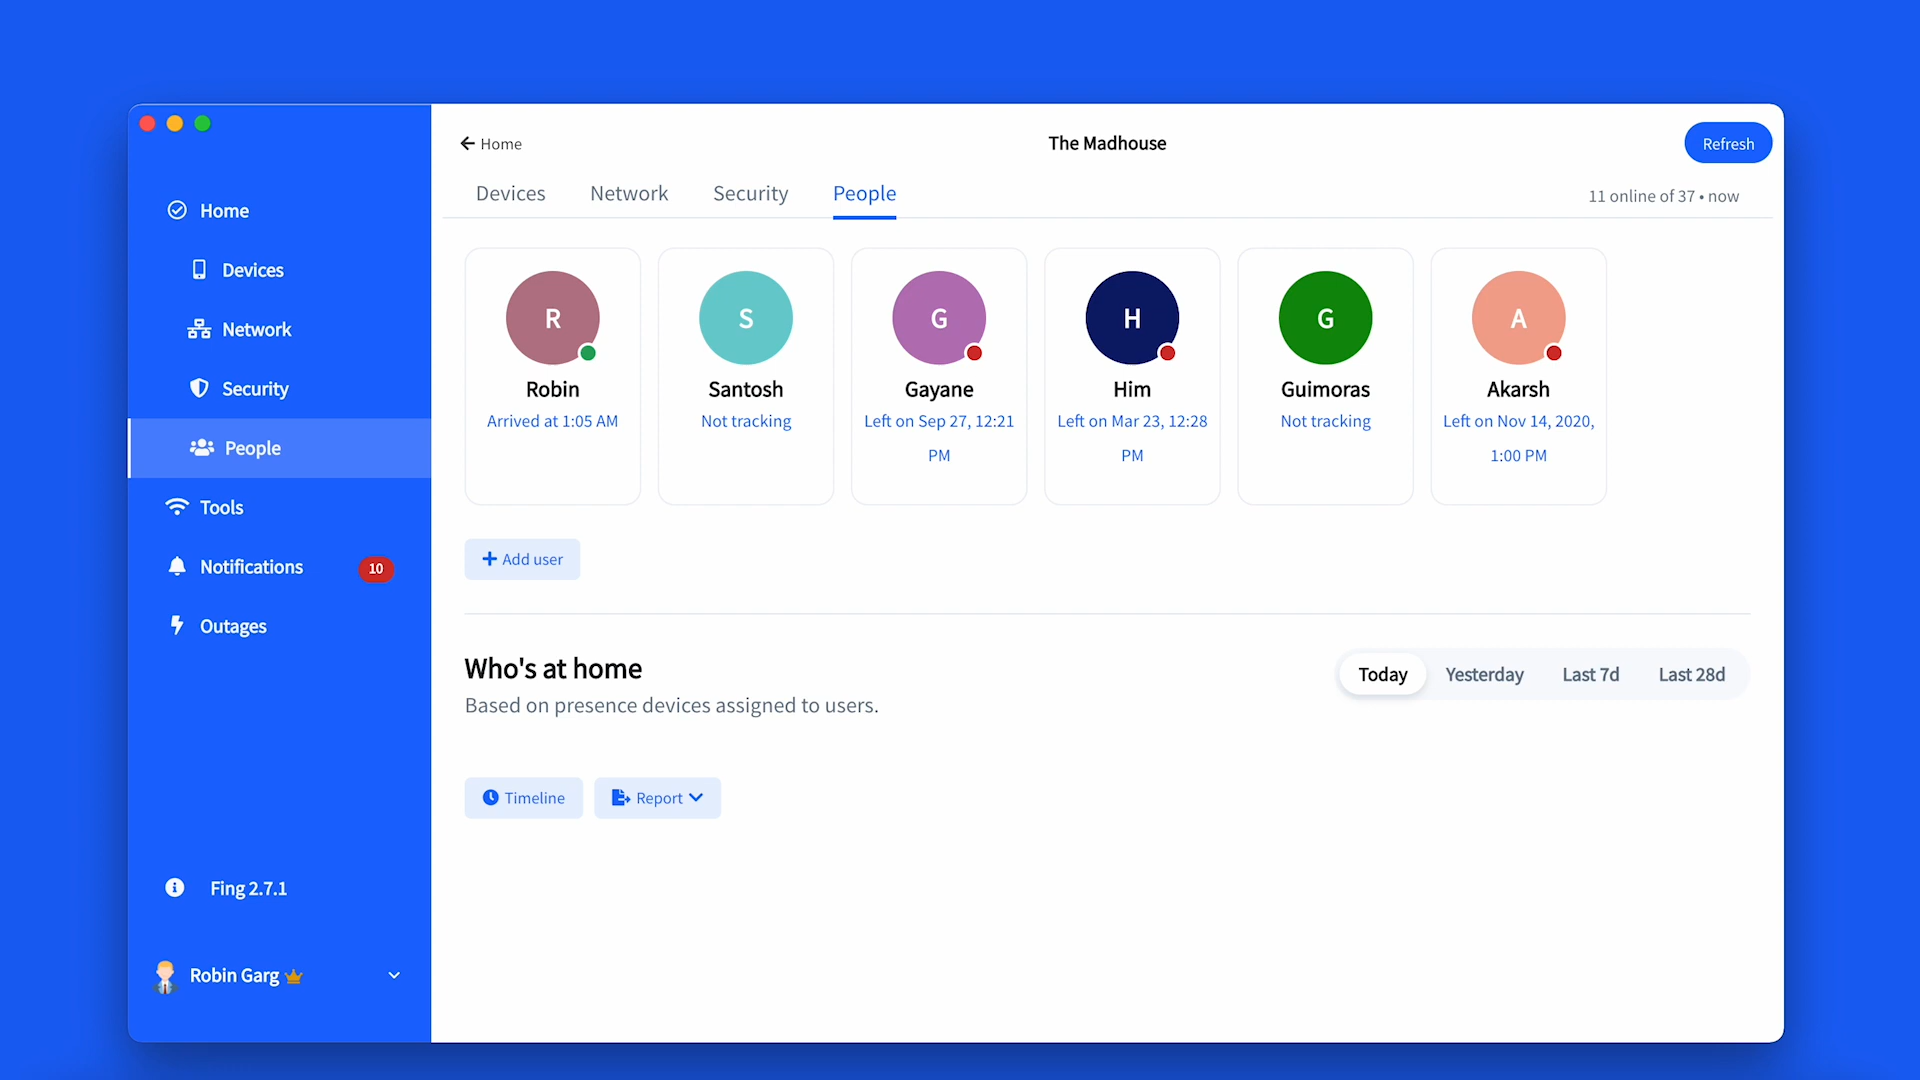 Home
Devices
Network
Security
People
Tools
Notifications 10
Outages
Fing 2.7.1
Robin Garg
Home
The Madhouse
Refresh
Devices Network Security People
11 online of 37 • now
R
Robin
Arrived at 1:05 AM
S
Santosh
Not tracking
G
Gayane
Left on Sep 27, 12:21
PM
H
Him
Left on Mar 23, 12:28
PM
G
Guimoras
Not tracking
A
Akarsh
Left on Nov 14, 2020,
1:00 PM
Add user
Who's at home
Based on presence devices assigned to users.
Today Yesterday Last 7d Last 28d
Timeline Report